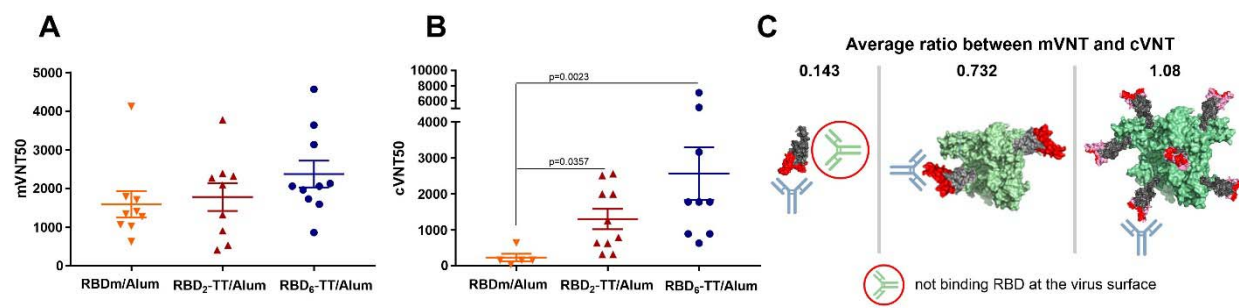 A
mVNT50
5000
4000
3000
2000
1000
0
RBDm/Alum
RBD₂-TT/Alum
RBD₆-TT/Alum
B
cVNT50
10000
8000
6000
4000
3000
2000
1000
0
p=0.0023
p=0.0357
RBDm/Alum
RBD₂-TT/Alum
RBD₆-TT/Alum
C
Average ratio between mVNT and cVNT
0.143
0.732
1.08
not binding RBD at the virus surface